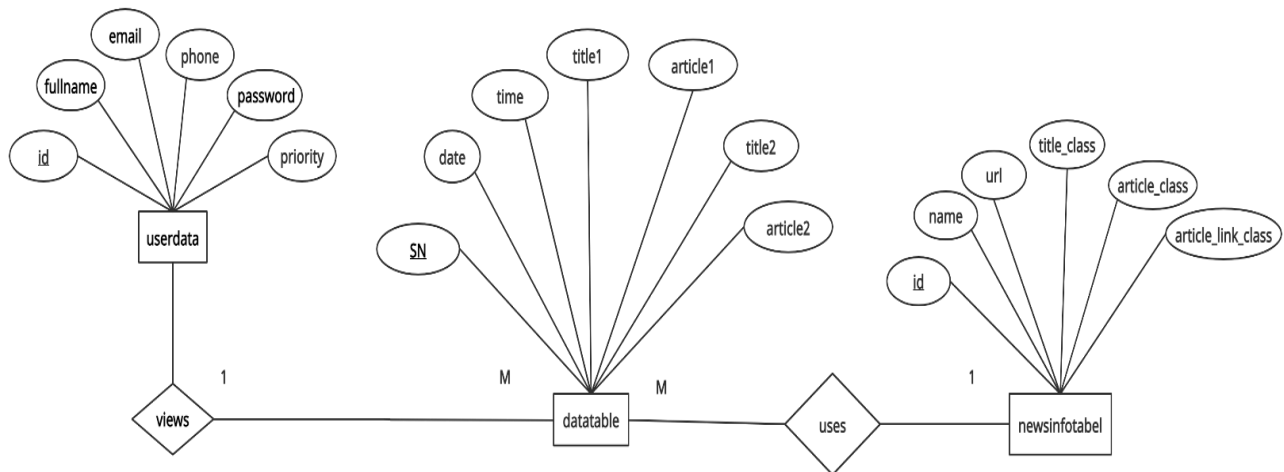 email
phone
fullname
password
id
priority
userdata
title1
article1
time
date
title2
SN
article2
title_class
url
article_class
name
article_link_class
id
1
M
M
1
views
datatable
uses
newsinfotabel